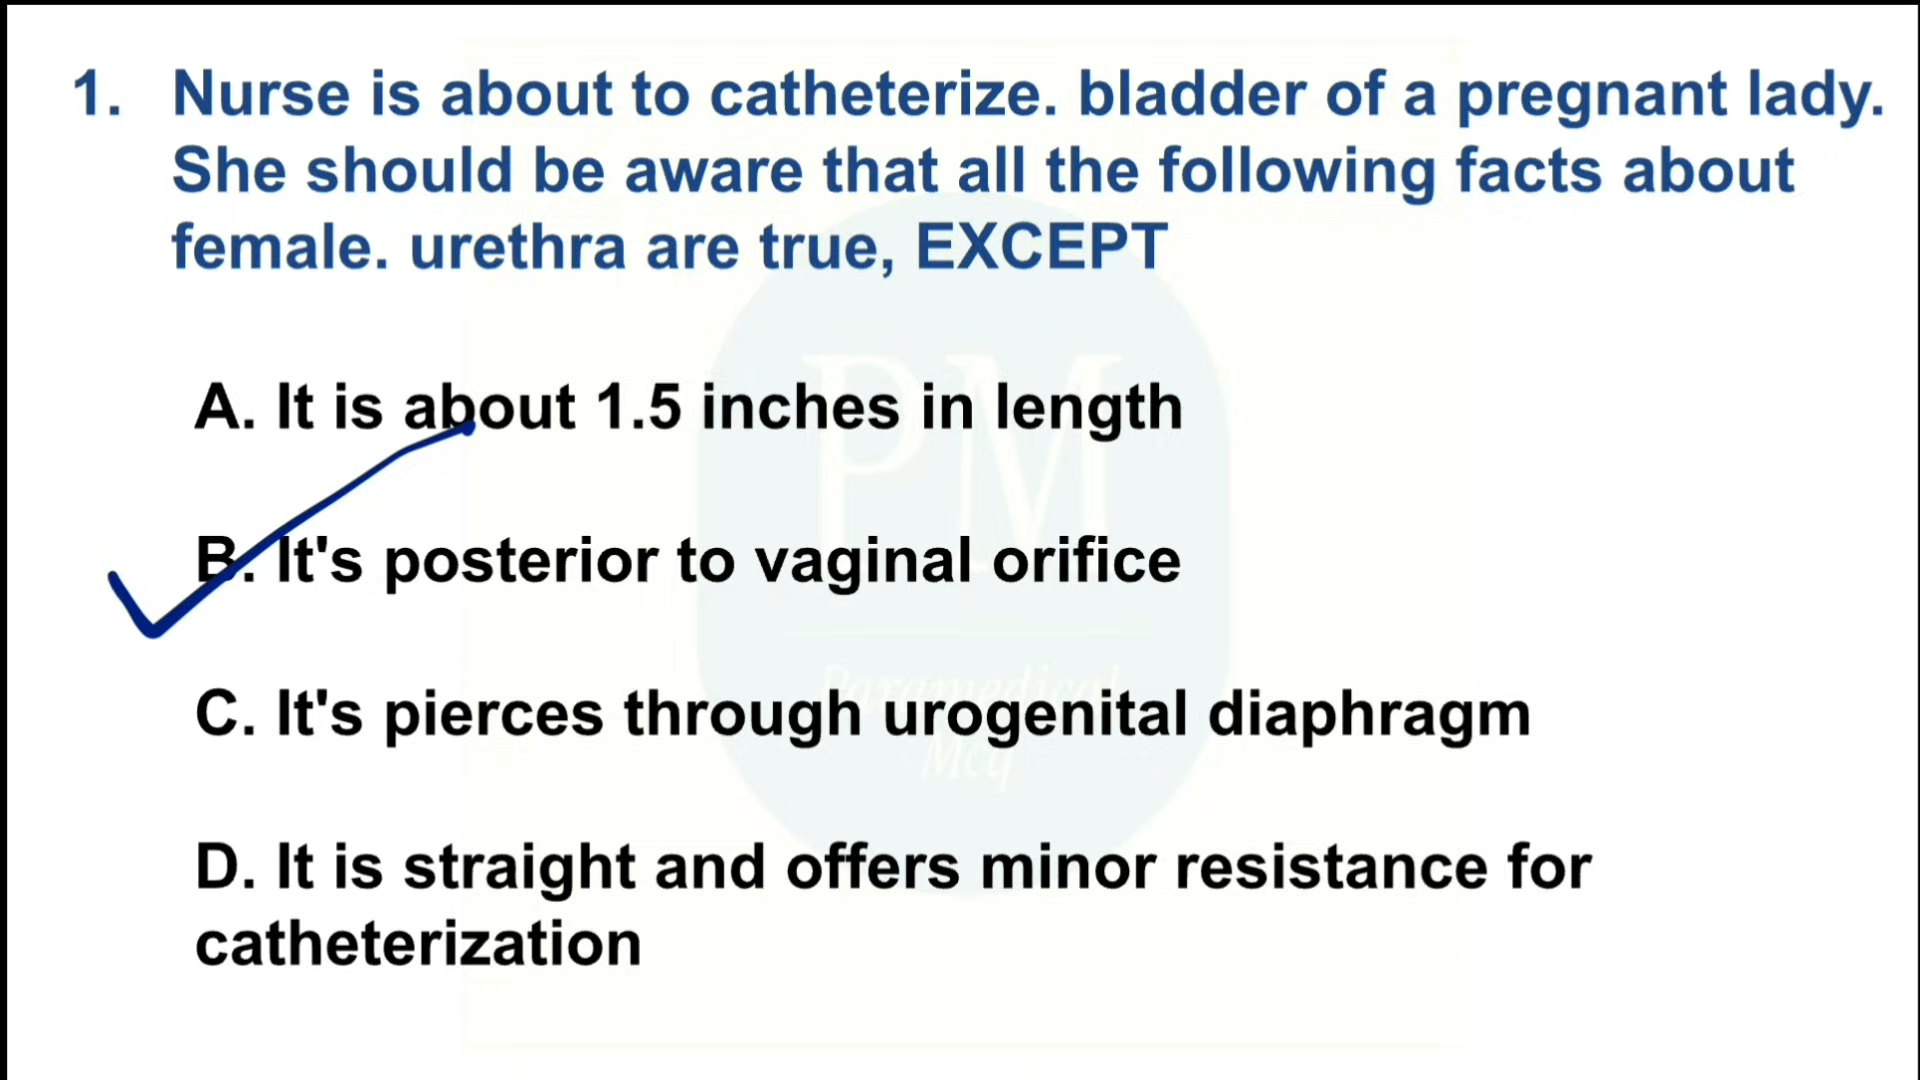 1. Nurse is about to catheterize. bladder of a pregnant lady.
She should be aware that all the following facts about
female. urethra are true, EXCEPT
A. It is about 1.5 inches in length
B. It's posterior to vaginal orifice
C. It's pierces through urogenital diaphragm
D. It is straight and offers minor resistance for
catheterization
PM
Paramedical
Mcq